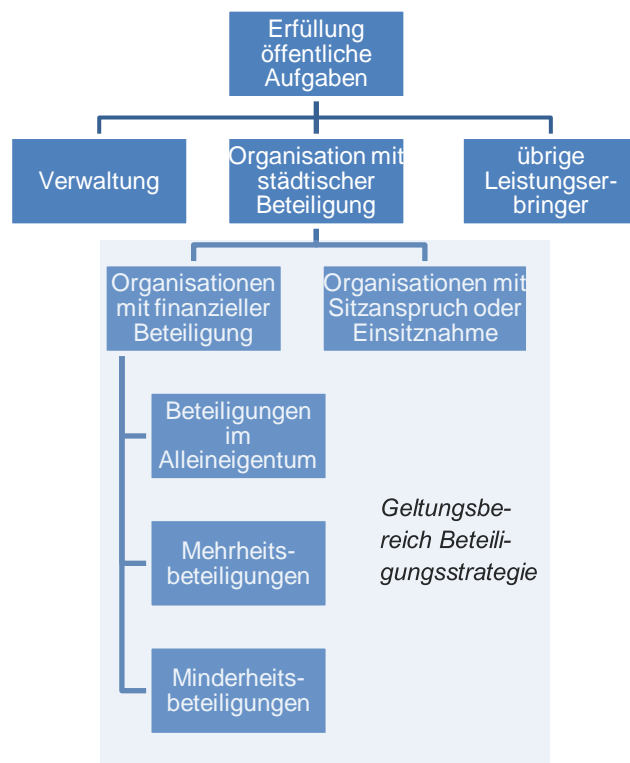 Erfüllung
öffentliche
Aufgaben
Verwaltung
Organisation mit
städtischer
Beteiligung
übrige
Leistungser-
bringer
Organisationen
mit finanzieller
Beteiligung
Organisationen mit
Sitzanspruch oder
Einsitznahme
Beteiligungen
im
Alleineigentum
Geltungsbe-
reich Beteili-
gungsstrategie
Mehrheits-
beteiligungen
Minderheits-
beteiligungen